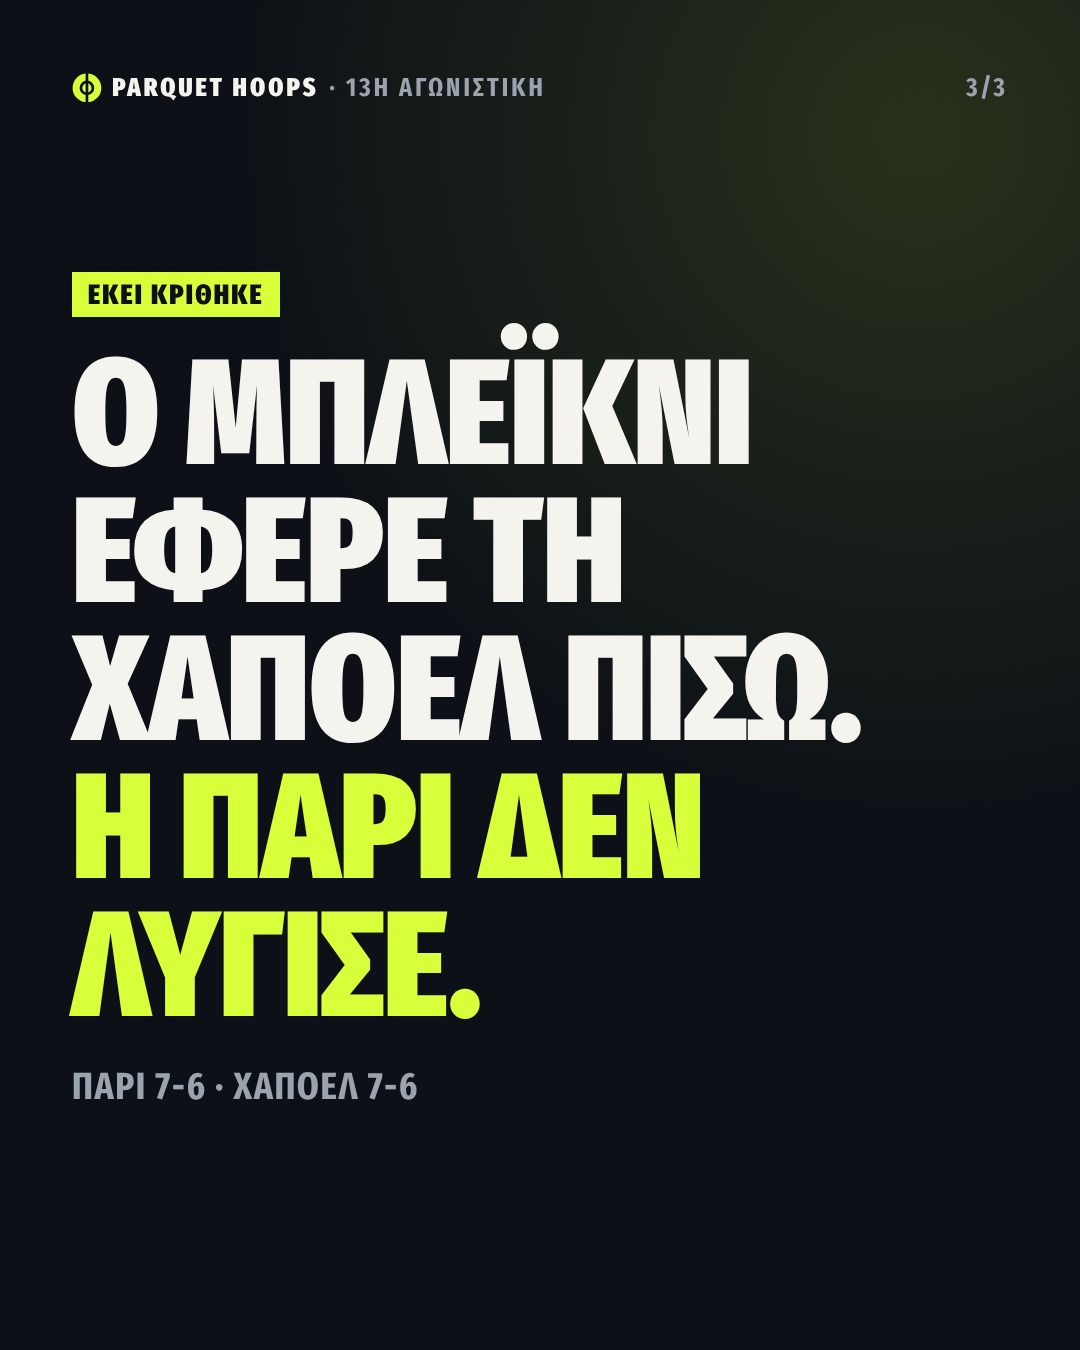 PARQUET HOOPS · 13Η ΑΓΩΝΙΣΤΙΚΗ
3/3
ΕΚΕΙ ΚΡΙΘΗΚΕ
Ο ΜΠΛΕΪΚΝΙ
ΕΦΕΡΕ ΤΗ
ΧΑΠΟΕΛ ΠΙΣΩ.
Η ΠΑΡΙ ΔΕΝ
ΛΥΓΙΣΕ.
ΠΑΡΙ 7-6 · ΧΑΠΟΕΛ 7-6